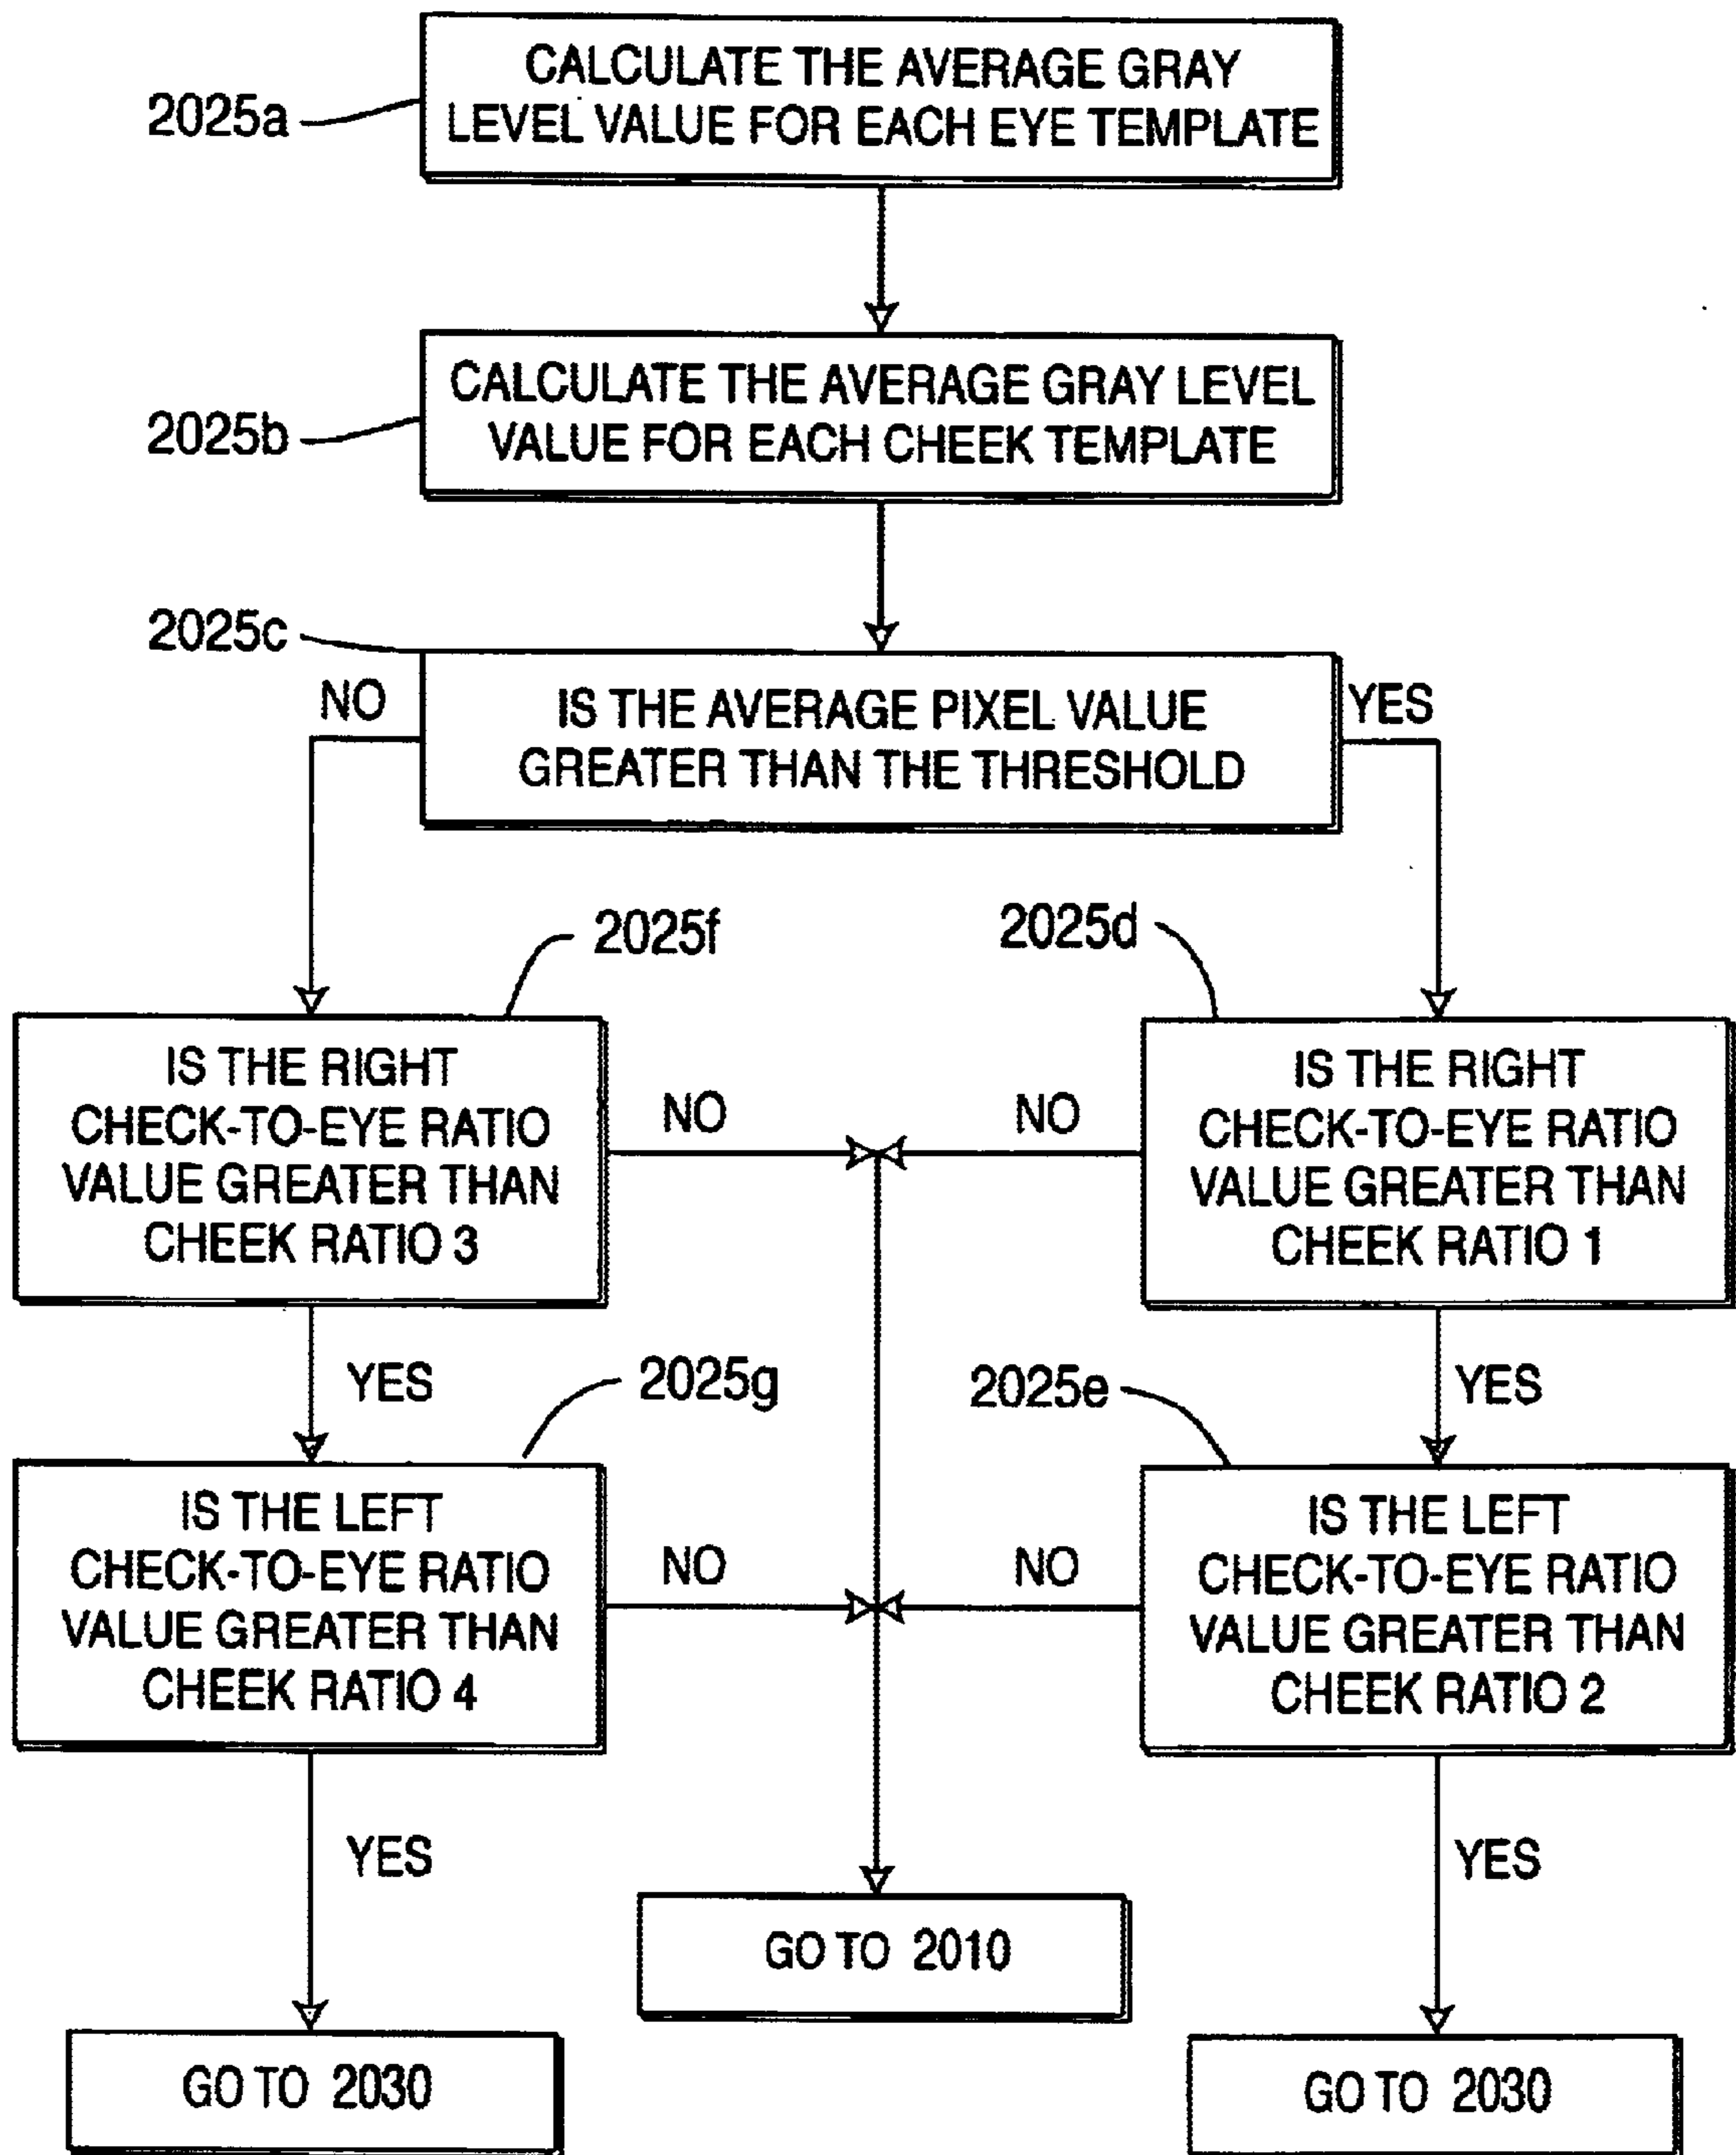 CALCULATE THE AVERAGE GRAY
LEVEL VALUE FOR EACH EYE TEMPLATE
2025a
CALCULATE THE AVERAGE GRAY LEVEL
VALUE FOR EACH CHEEK TEMPLATE
2025b
2025c
NO
IS THE AVERAGE PIXEL VALUE
GREATER THAN THE THRESHOLD
YES
2025f
2025d
IS THE RIGHT
CHECK-TO-EYE RATIO
VALUE GREATER THAN
CHEEK RATIO 3
NO
NO
IS THE RIGHT
CHECK-TO-EYE RATIO
VALUE GREATER THAN
CHEEK RATIO 1
YES
2025g
2025e
YES
IS THE LEFT
CHECK-TO-EYE RATIO
VALUE GREATER THAN
CHEEK RATIO 4
NO
NO
IS THE LEFT
CHECK-TO-EYE RATIO
VALUE GREATER THAN
CHEEK RATIO 2
YES
YES
GO TO 2010
GO TO 2030
GO TO 2030